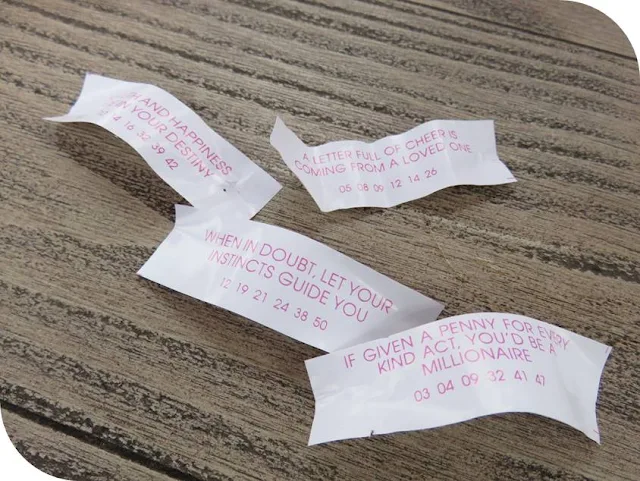 AND HAPPINESS
IN YOUR DESTINY
14 16 32 39 42
A LETTER FULL OF CHEER IS
COMING FROM A LOVED ONE
05 08 09 12 14 26
WHEN IN DOUBT, LET YOUR
INSTINCTS GUIDE YOU
12 19 21 24 38 50
IF GIVEN A PENNY FOR EVERY
KIND ACT, YOU'D BE A
MILLIONAIRE
03 04 09 32 41 47